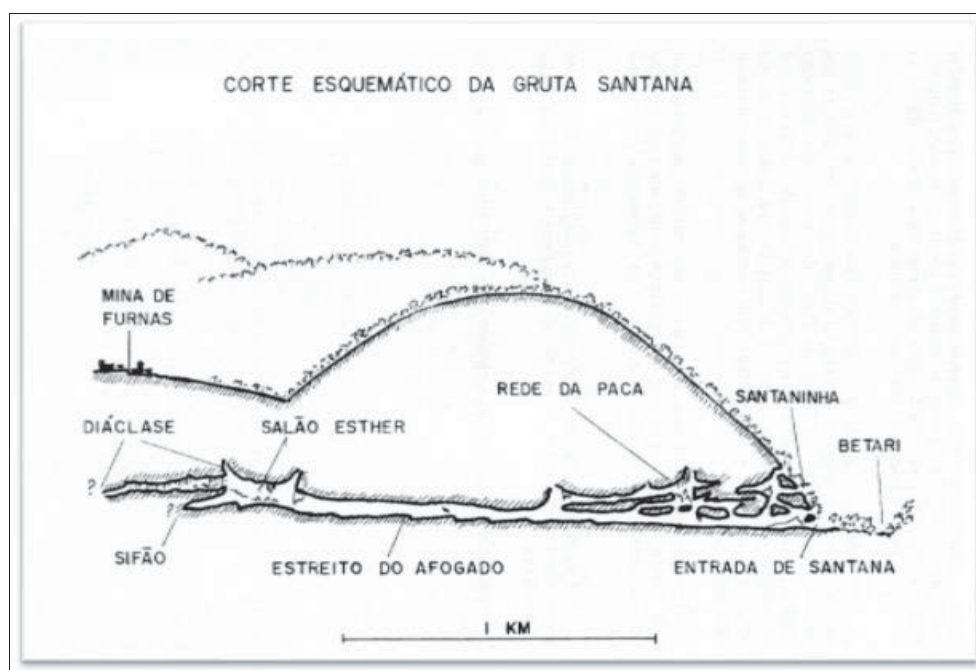 CORTE ESQUEMÁTICO DA GRUTA SANTANA
MINA DE
FURNAS
REDE DA PACA
SANTANINHA
DIÁCLASE
SALÃO ESTHER
BETARI
?
?
SIFÃO
ESTREITO DO AFOGADO
ENTRADA DE SANTANA
1 KM